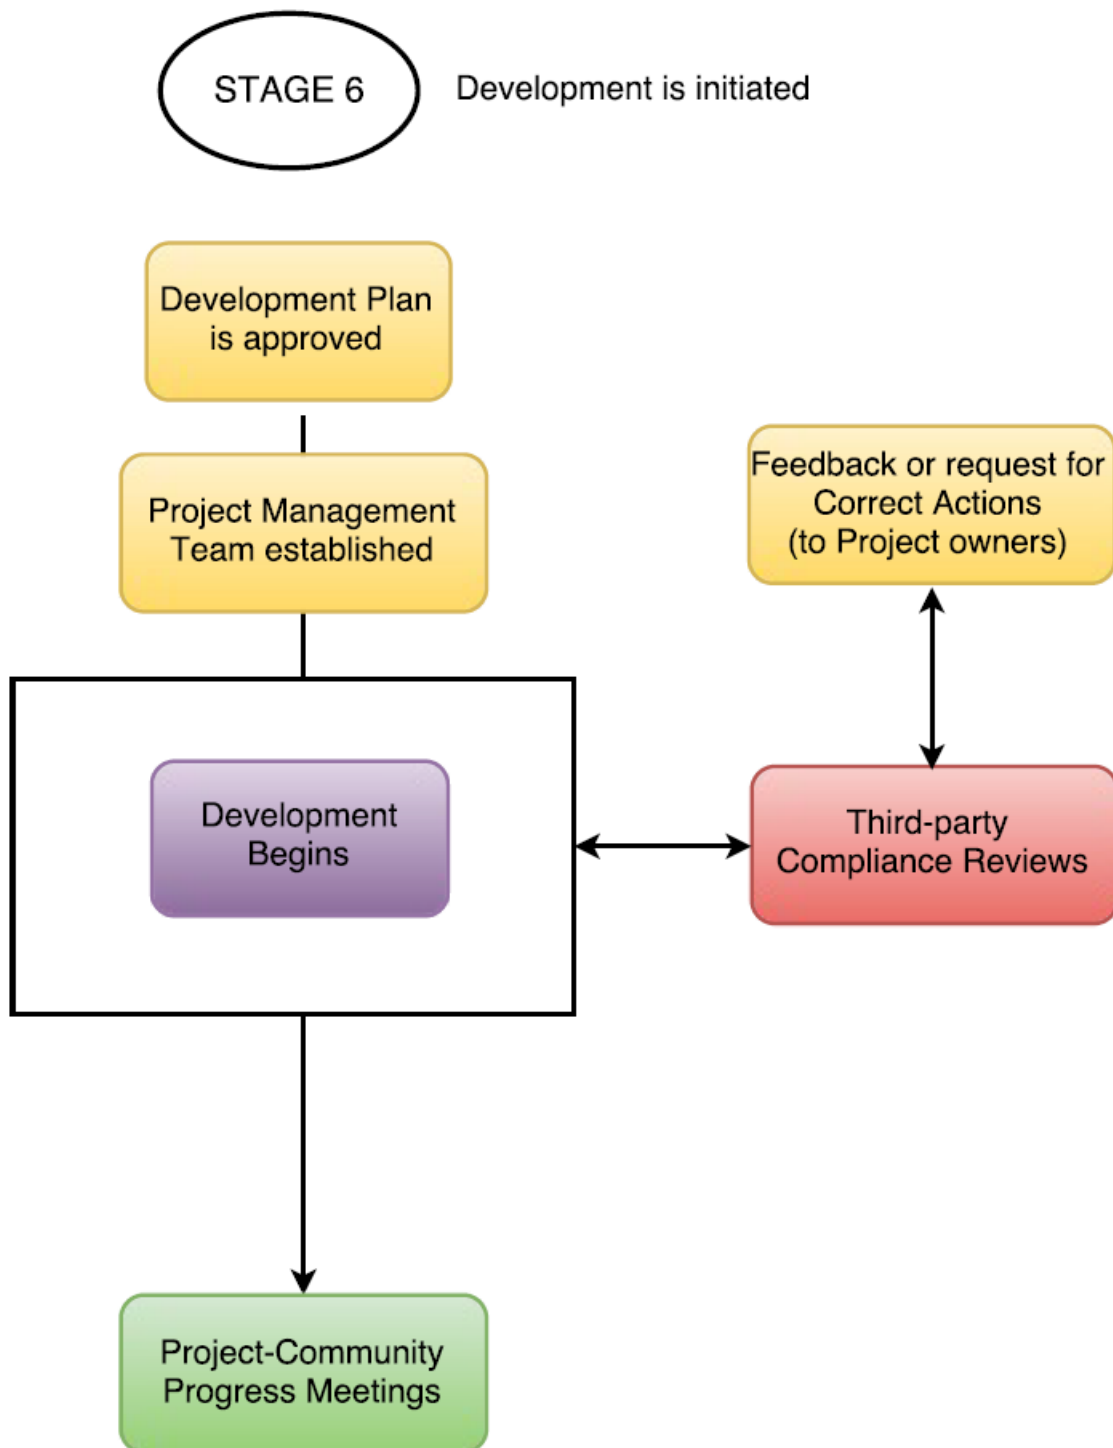 STAGE 6
Development is initiated
Development Plan
is approved
Project Management
Team established
Feedback or request for
Correct Actions
(to Project owners)
Development
Begins
Third-party
Compliance Reviews
Project-Community
Progress Meetings